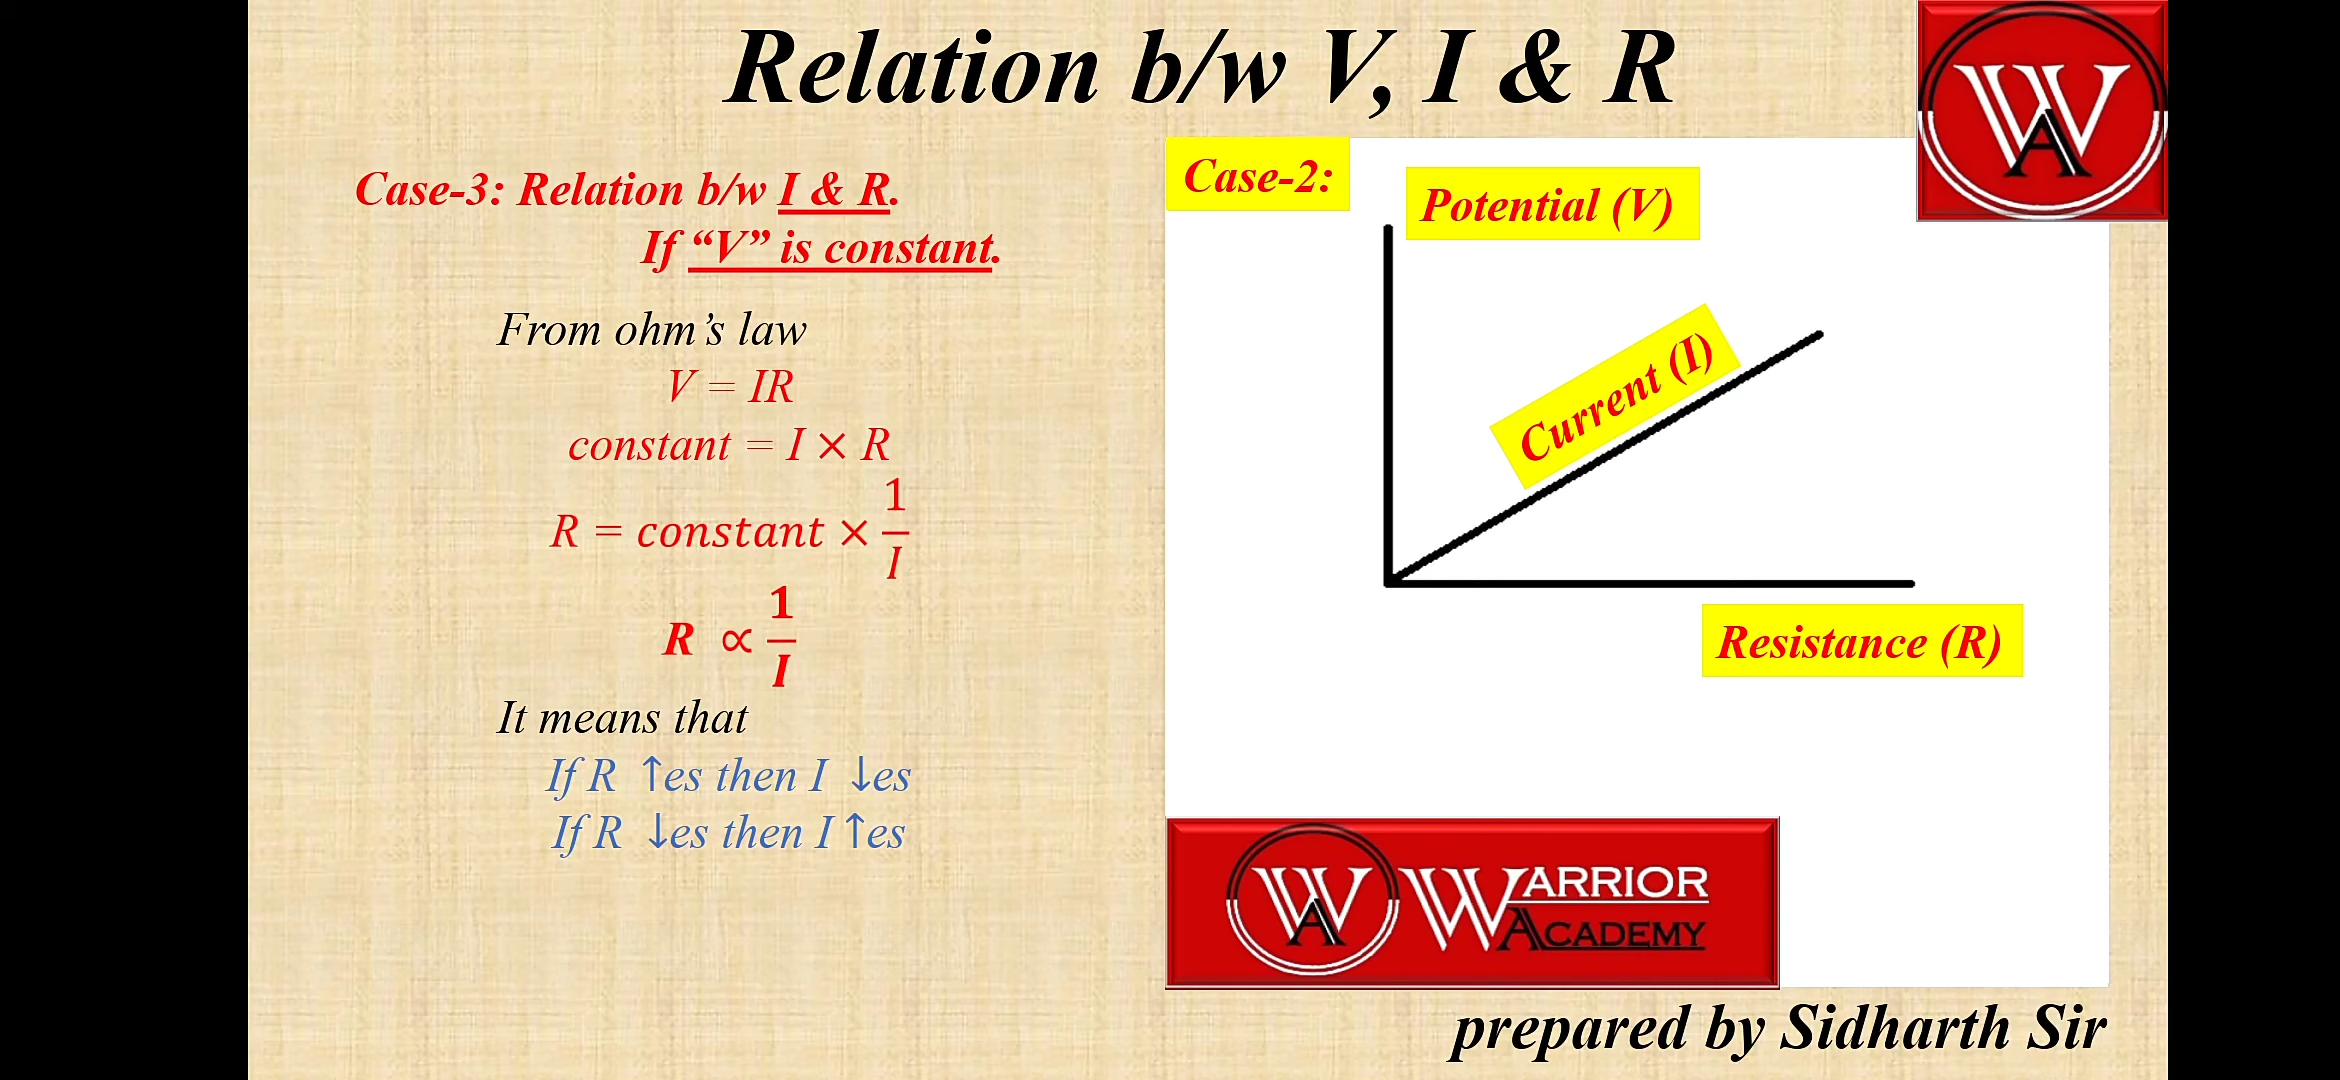 Relation b/w V, I & R
Case-3: Relation b/w I & R.
If “V” is constant.
From ohm’s law
V = IR
constant = I × R
R = constant × 1/I
R ∝ 1/I
It means that
If R ↑es then I ↓es
If R ↓es then I ↑es
Case-2:
Potential (V)
Current (I)
Resistance (R)
WA
WA WARRIOR
ACADEMY
prepared by Sidharth Sir